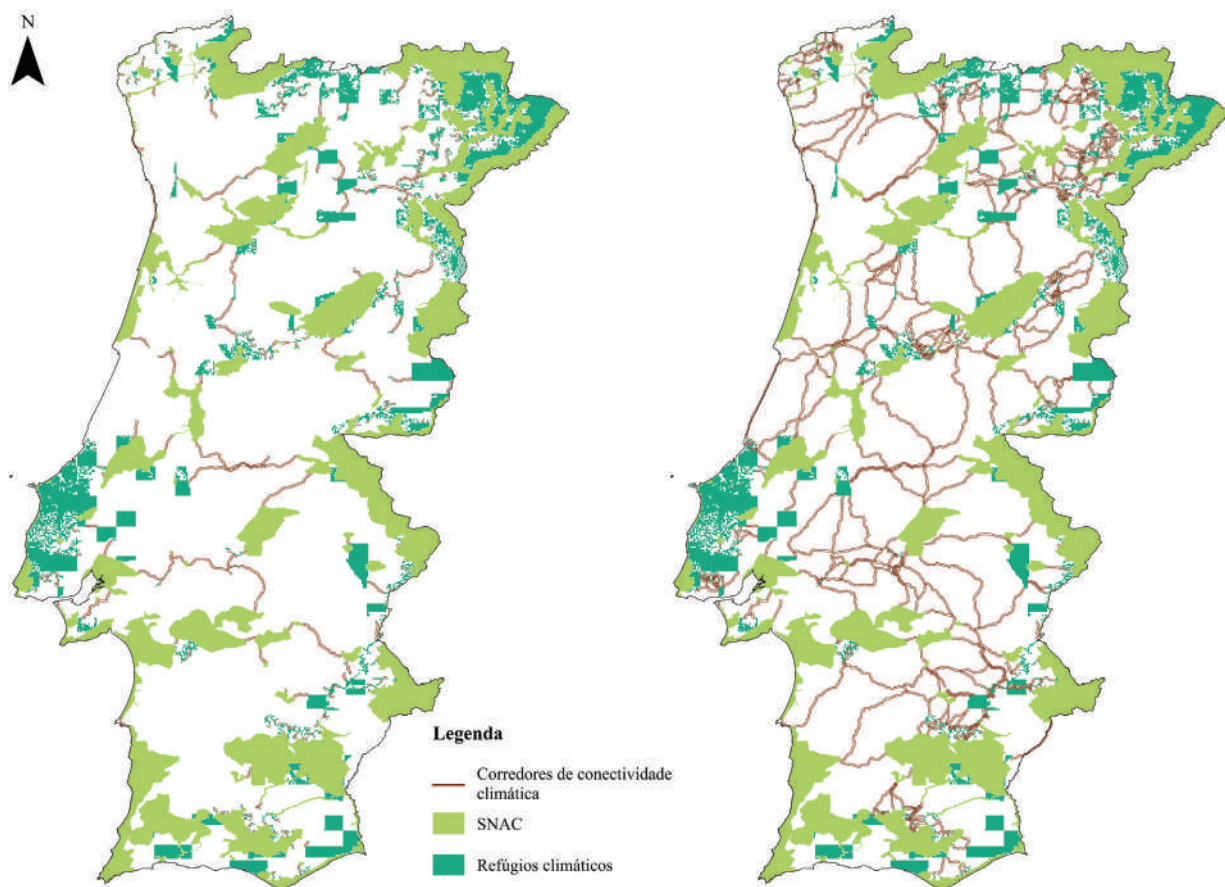 N
Legenda
Corredores de conectividade
climática
SNAC
Refúgios climáticos